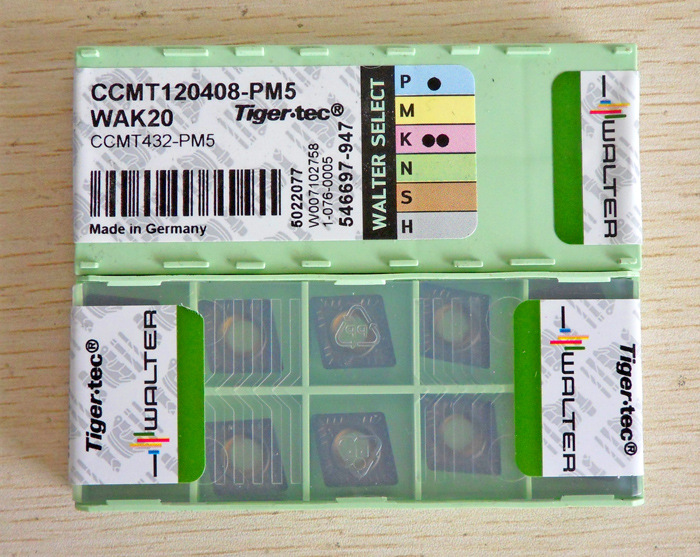 CCMT120408-PM5
WAK20 Tiger·tec®
CCMT432-PM5
Made in Germany
5022077
W007102758
1-076-0005
546697-947
WALTER SELECT
P
M
K
N
S
H
WALTER
Tiger·tec®
WALTER
WALTER
Tiger·tec®